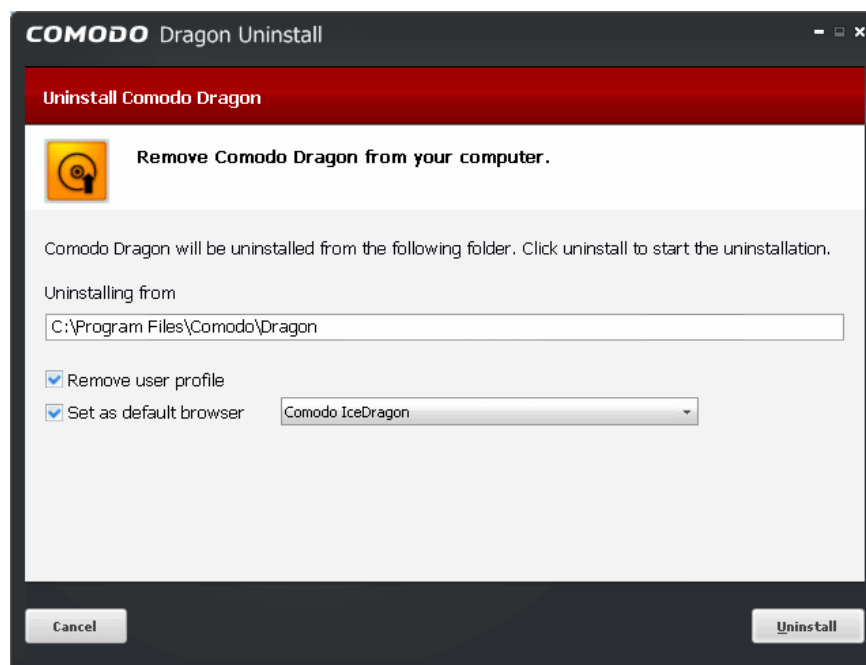 COMODO Dragon Uninstall
Uninstall Comodo Dragon
Remove Comodo Dragon from your computer.
Comodo Dragon will be uninstalled from the following folder. Click uninstall to start the uninstallation.
Uninstalling from
C:\Program Files\Comodo\Dragon
Remove user profile
Set as default browser Comodo IceDragon
Cancel Uninstall